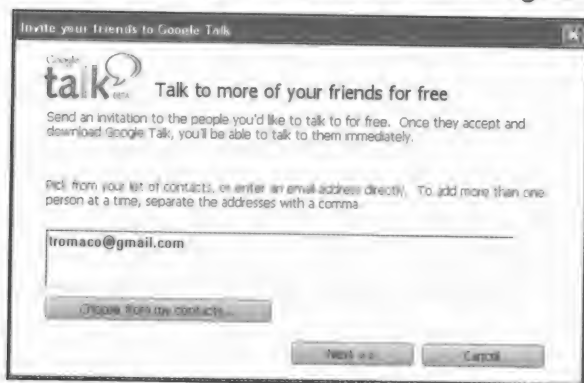 Invite your friends to Google Talk
Google
talk
BETA
Talk to more of your friends for free
Send an invitation to the people you'd like to talk to for free. Once they accept and
download Google Talk, you'll be able to talk to them immediately.
Pick from your list of contacts, or enter an email address directly. To add more than one
person at a time, separate the addresses with a comma
tromaco@gmail.com
Choose from my contacts...
Next >>
Cancel